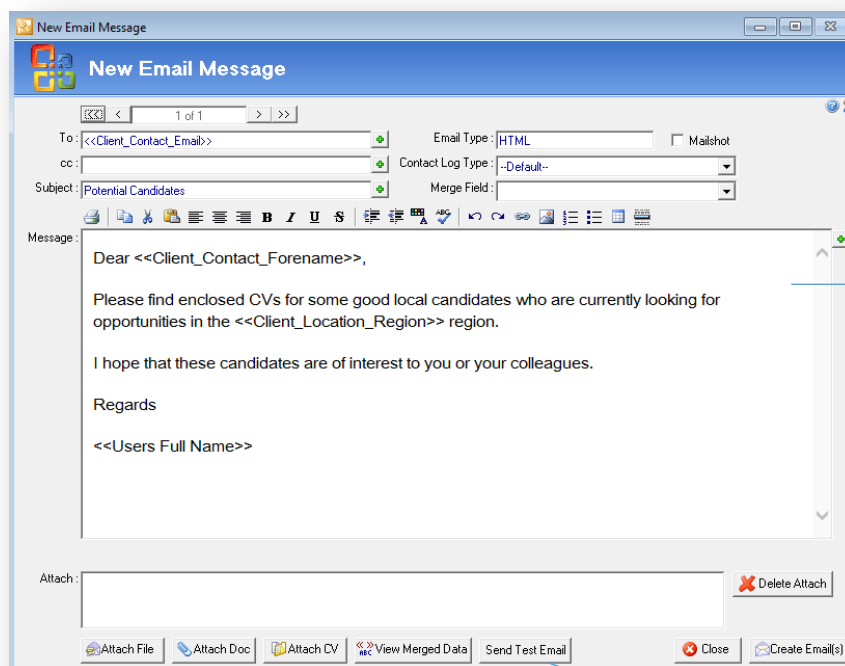 New Email Message
New Email Message
1 of 1
To : <<Client_Contact_Email>> Email Type : HTML Mailshot
cc : Contact Log Type : --Default--
Subject : Potential Candidates Merge Field :
Message :
Dear <<Client_Contact_Forename>>,
Please find enclosed CVs for some good local candidates who are currently looking for
opportunities in the <<Client_Location_Region>> region.
I hope that these candidates are of interest to you or your colleagues.
Regards
<<Users Full Name>>
Attach : Delete Attach
Attach File Attach Doc Attach CV View Merged Data Send Test Email Close Create Email(s)